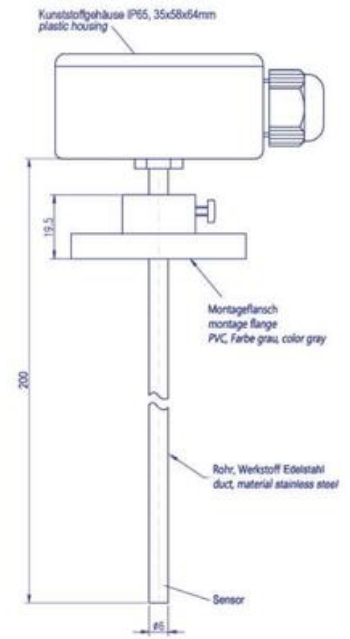 Kunststoffgehäuse IP65, 35x58x64mm
plastic housing
19.5
Montageflansch
montage flange
PVC, Farbe grau, color gray
200
Rohr, Werkstoff Edelstahl
duct, material stainless steel
Sensor
ø6